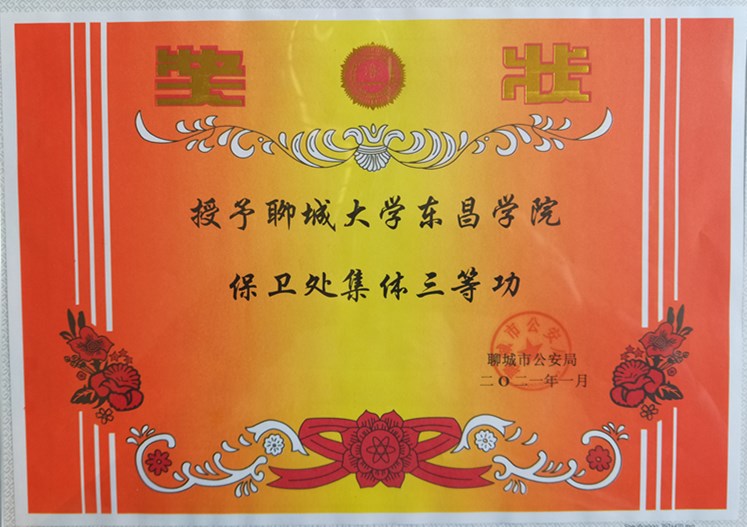 奖 状
授予聊城大学东昌学院
保卫处集体三等功
聊城市公安局
二〇二一年一月